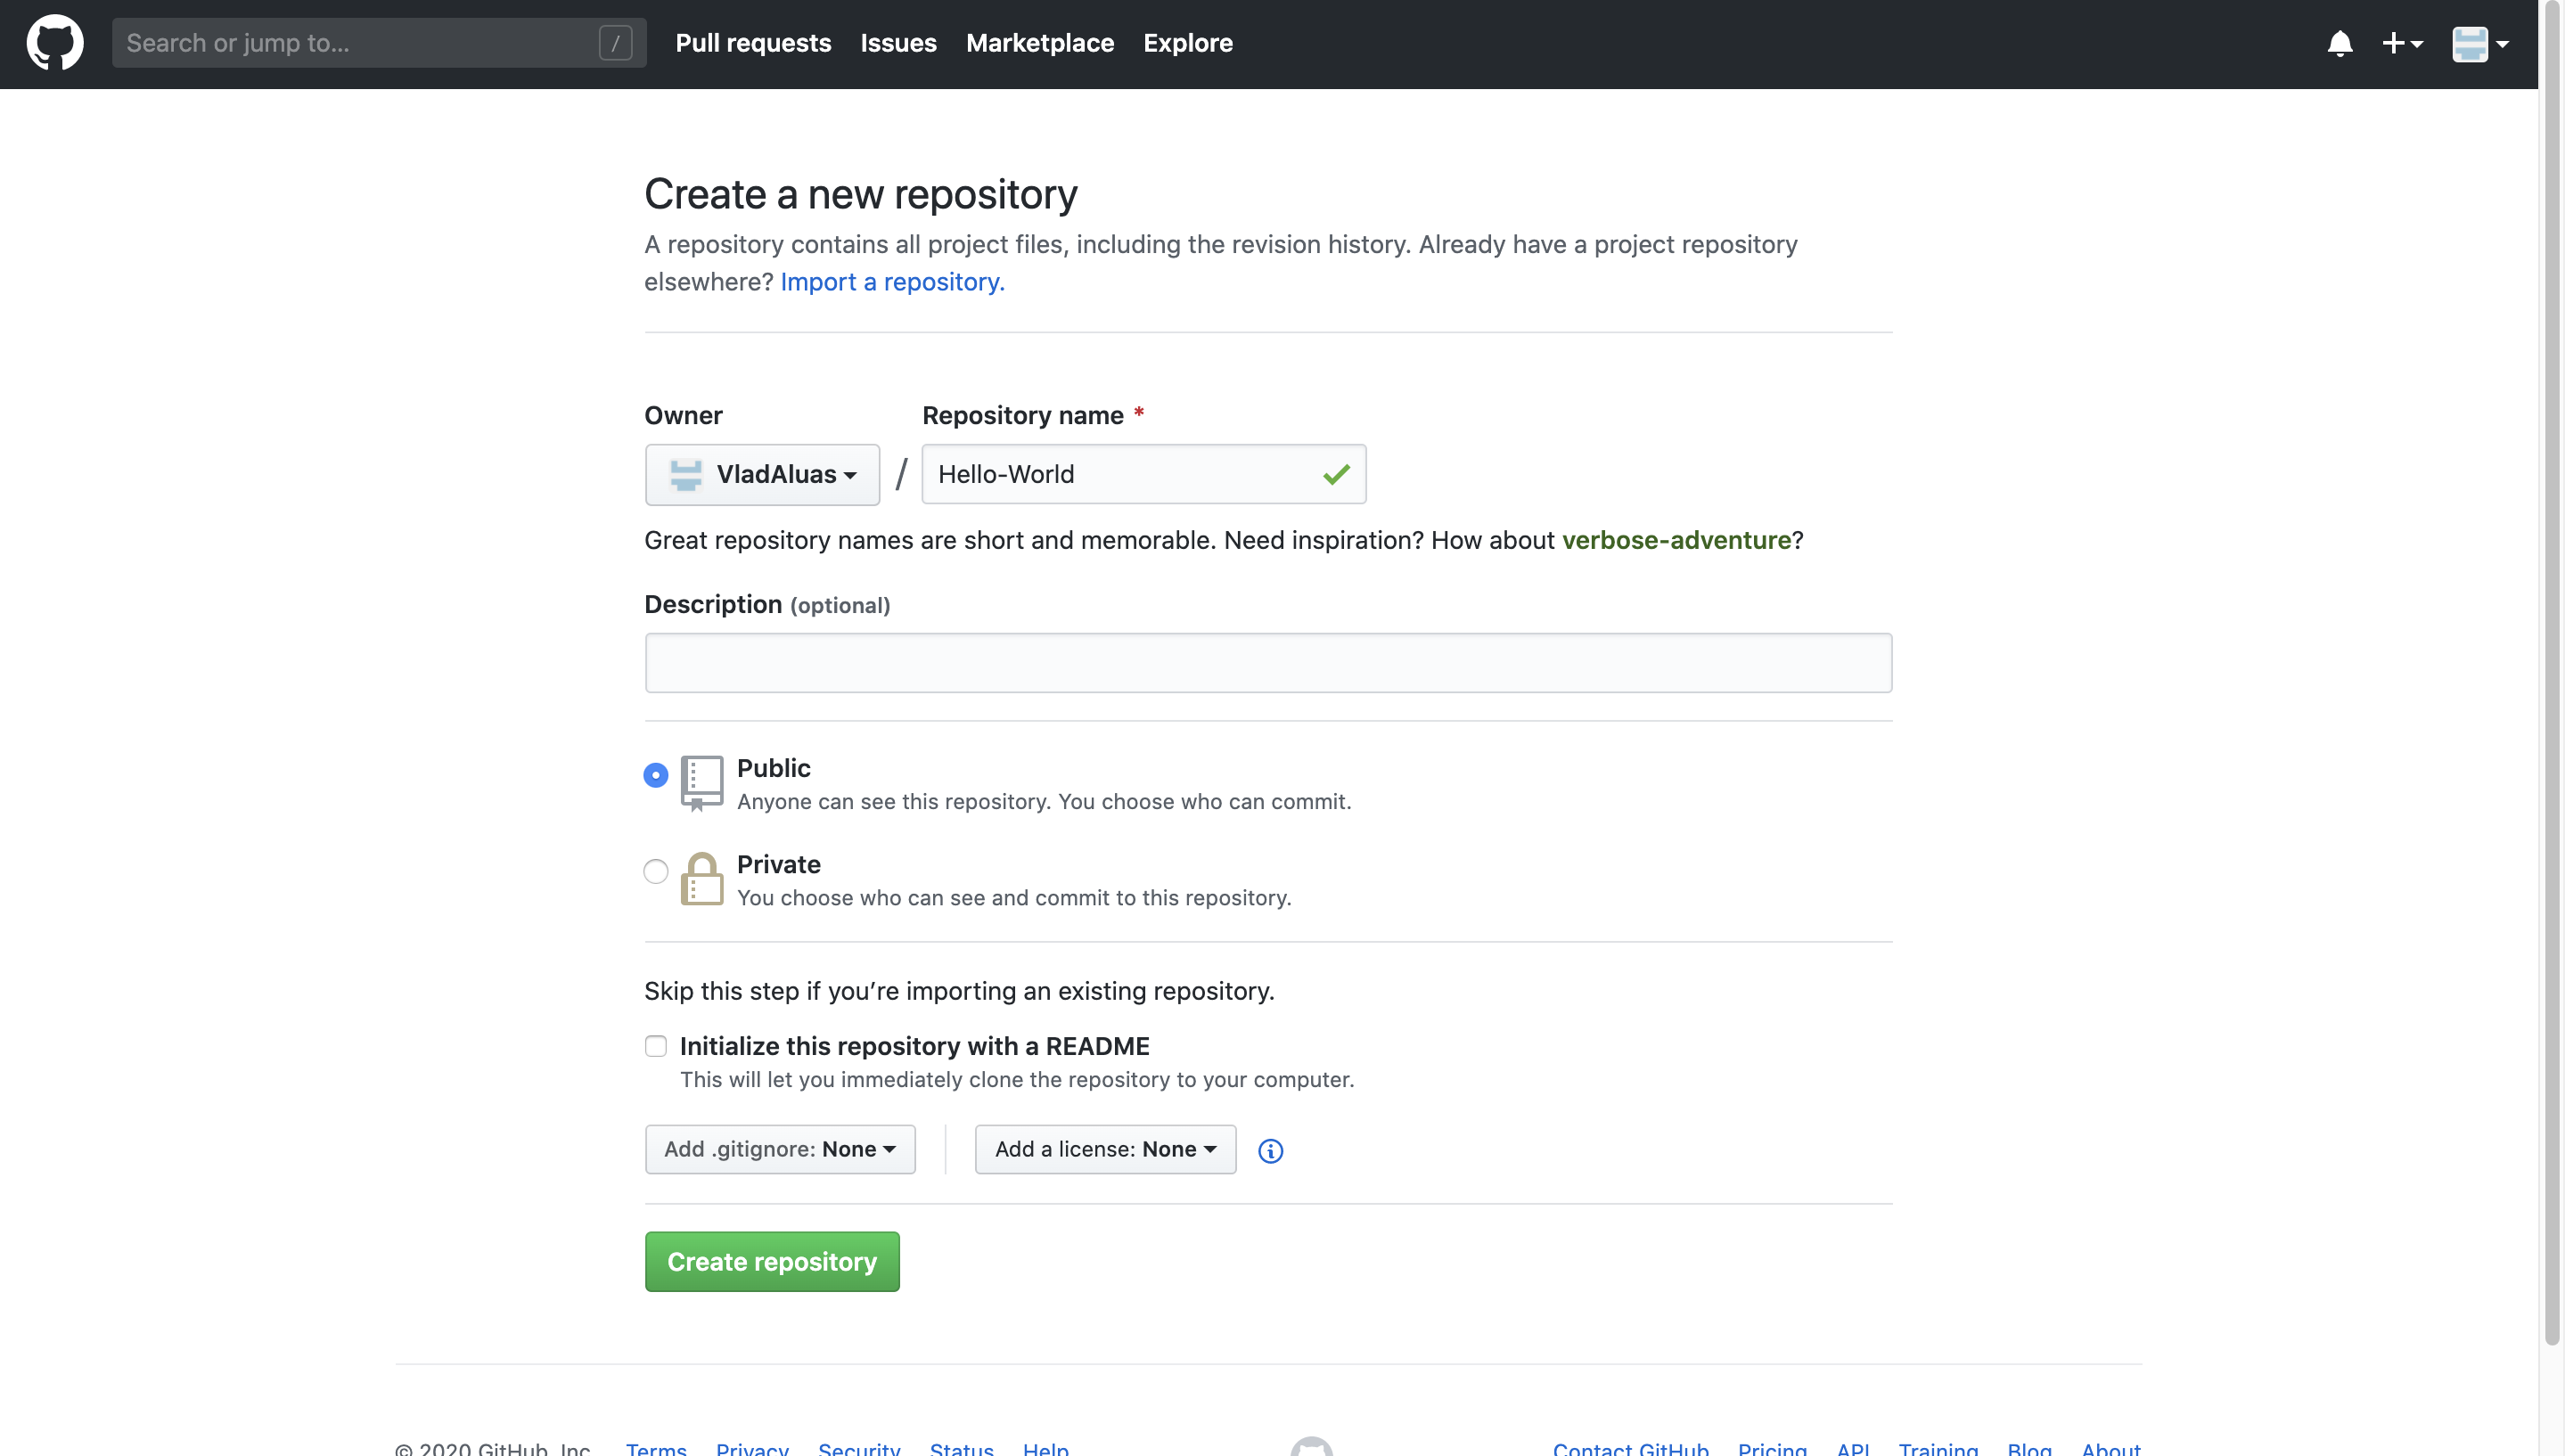 Search or jump to... /
Pull requests Issues Marketplace Explore
Create a new repository
A repository contains all project files, including the revision history. Already have a project repository
elsewhere? Import a repository.
Owner Repository name *
VladAluas / Hello-World
Great repository names are short and memorable. Need inspiration? How about verbose-adventure?
Description (optional)
Public
Anyone can see this repository. You choose who can commit.
Private
You choose who can see and commit to this repository.
Skip this step if you’re importing an existing repository.
Initialize this repository with a README
This will let you immediately clone the repository to your computer.
Add .gitignore: None Add a license: None
Create repository
© 2020 GitHub, Inc. Terms Privacy Security Status Help Contact GitHub Pricing API Training Blog About